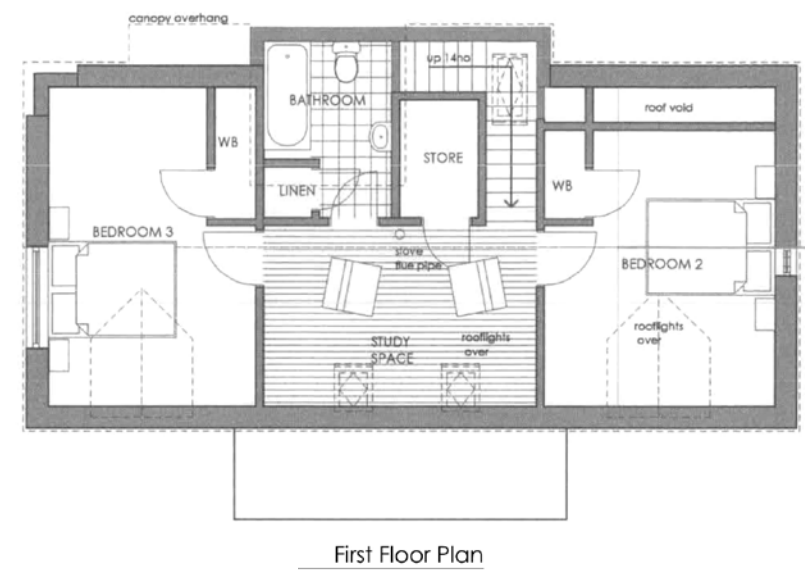 canopy overhang
up 14no
BATHROOM
roof void
WB
STORE
LINEN
WB
BEDROOM 3
stove
flue pipe
BEDROOM 2
STUDY
SPACE
rooflights
over
rooflights
over
First Floor Plan